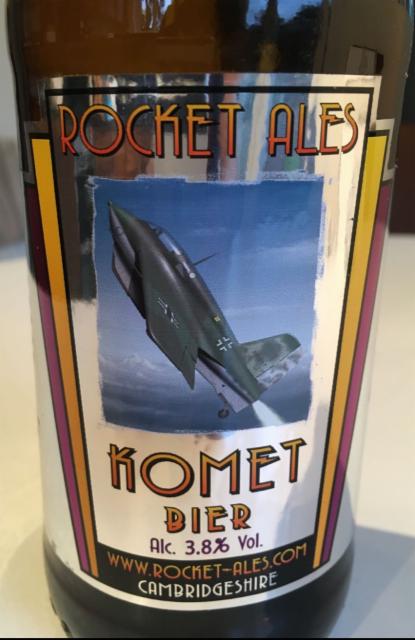 ROCKET ALES
KOMET
BIER
Alc. 3.8% Vol.
WWW.ROCKET-ALES.COM
CAMBRIDGESHIRE